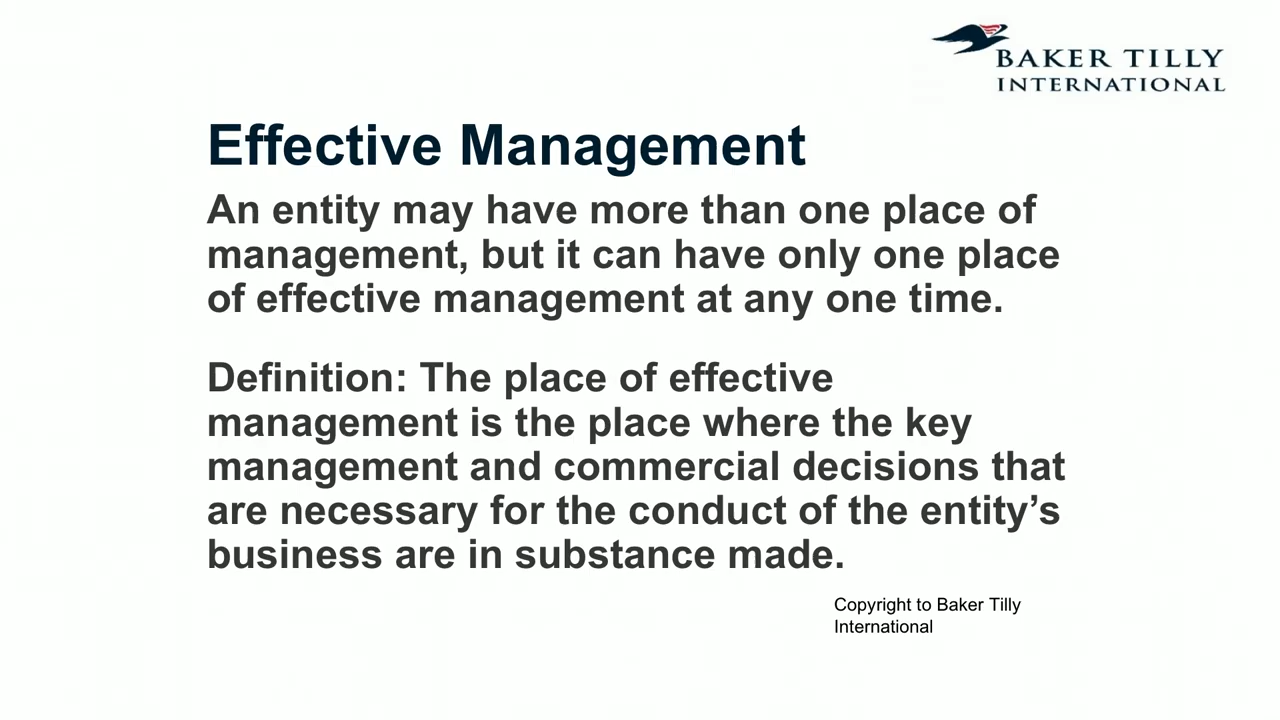 BAKER TILLY
INTERNATIONAL
Effective Management
An entity may have more than one place of
management, but it can have only one place
of effective management at any one time.
Definition: The place of effective
management is the place where the key
management and commercial decisions that
are necessary for the conduct of the entity’s
business are in substance made.
Copyright to Baker Tilly
International